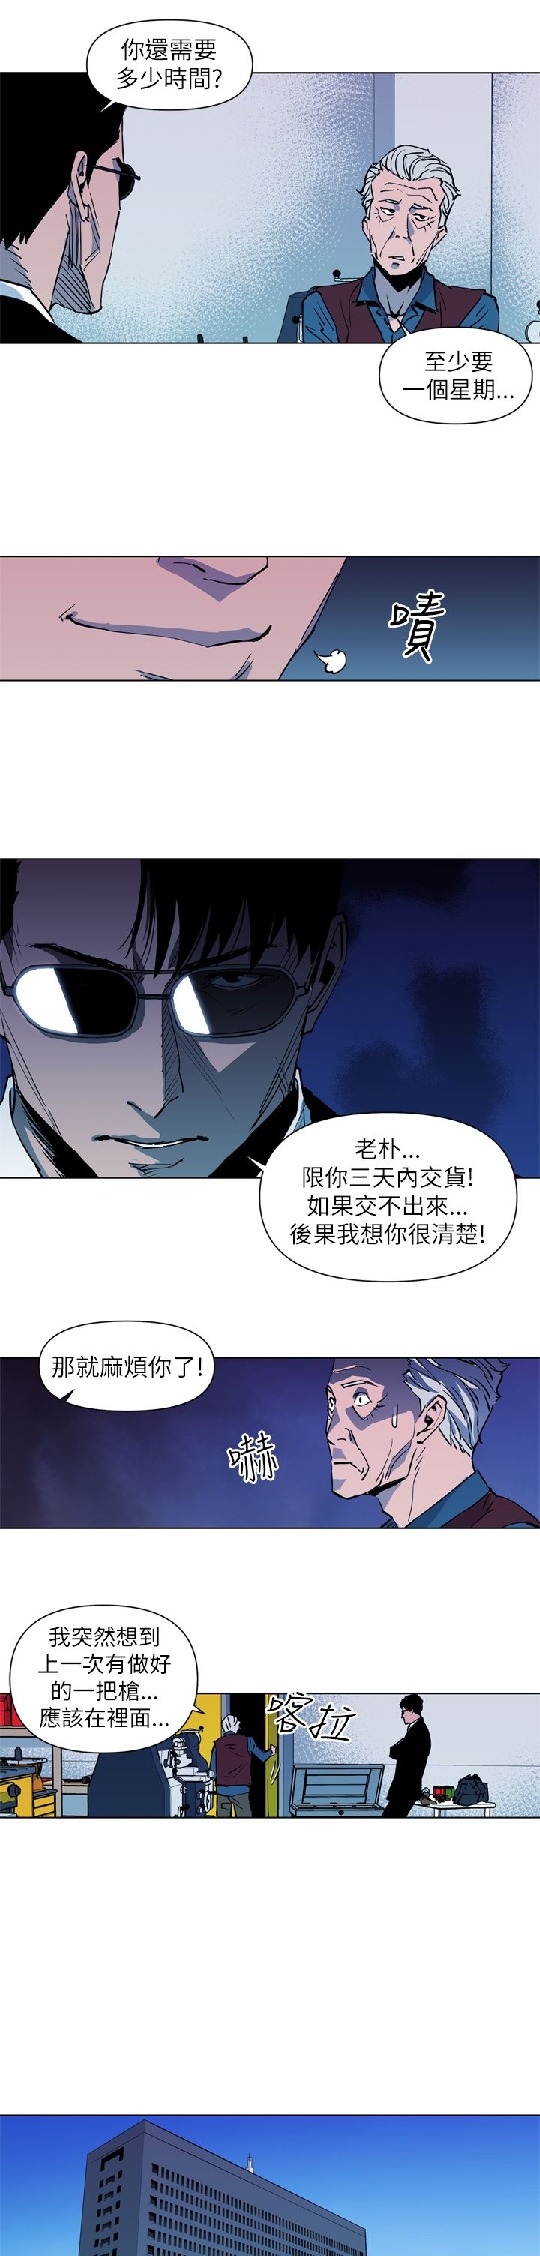 你還需要
多少時間?
至少要
一個星期...
嘖
老朴...
限你三天內交貨!
如果交不出來...
後果我想你很清楚!
那就麻煩你了!
嚇
我突然想到
上一次有做好
的一把槍...
應該在裡面...
喀拉